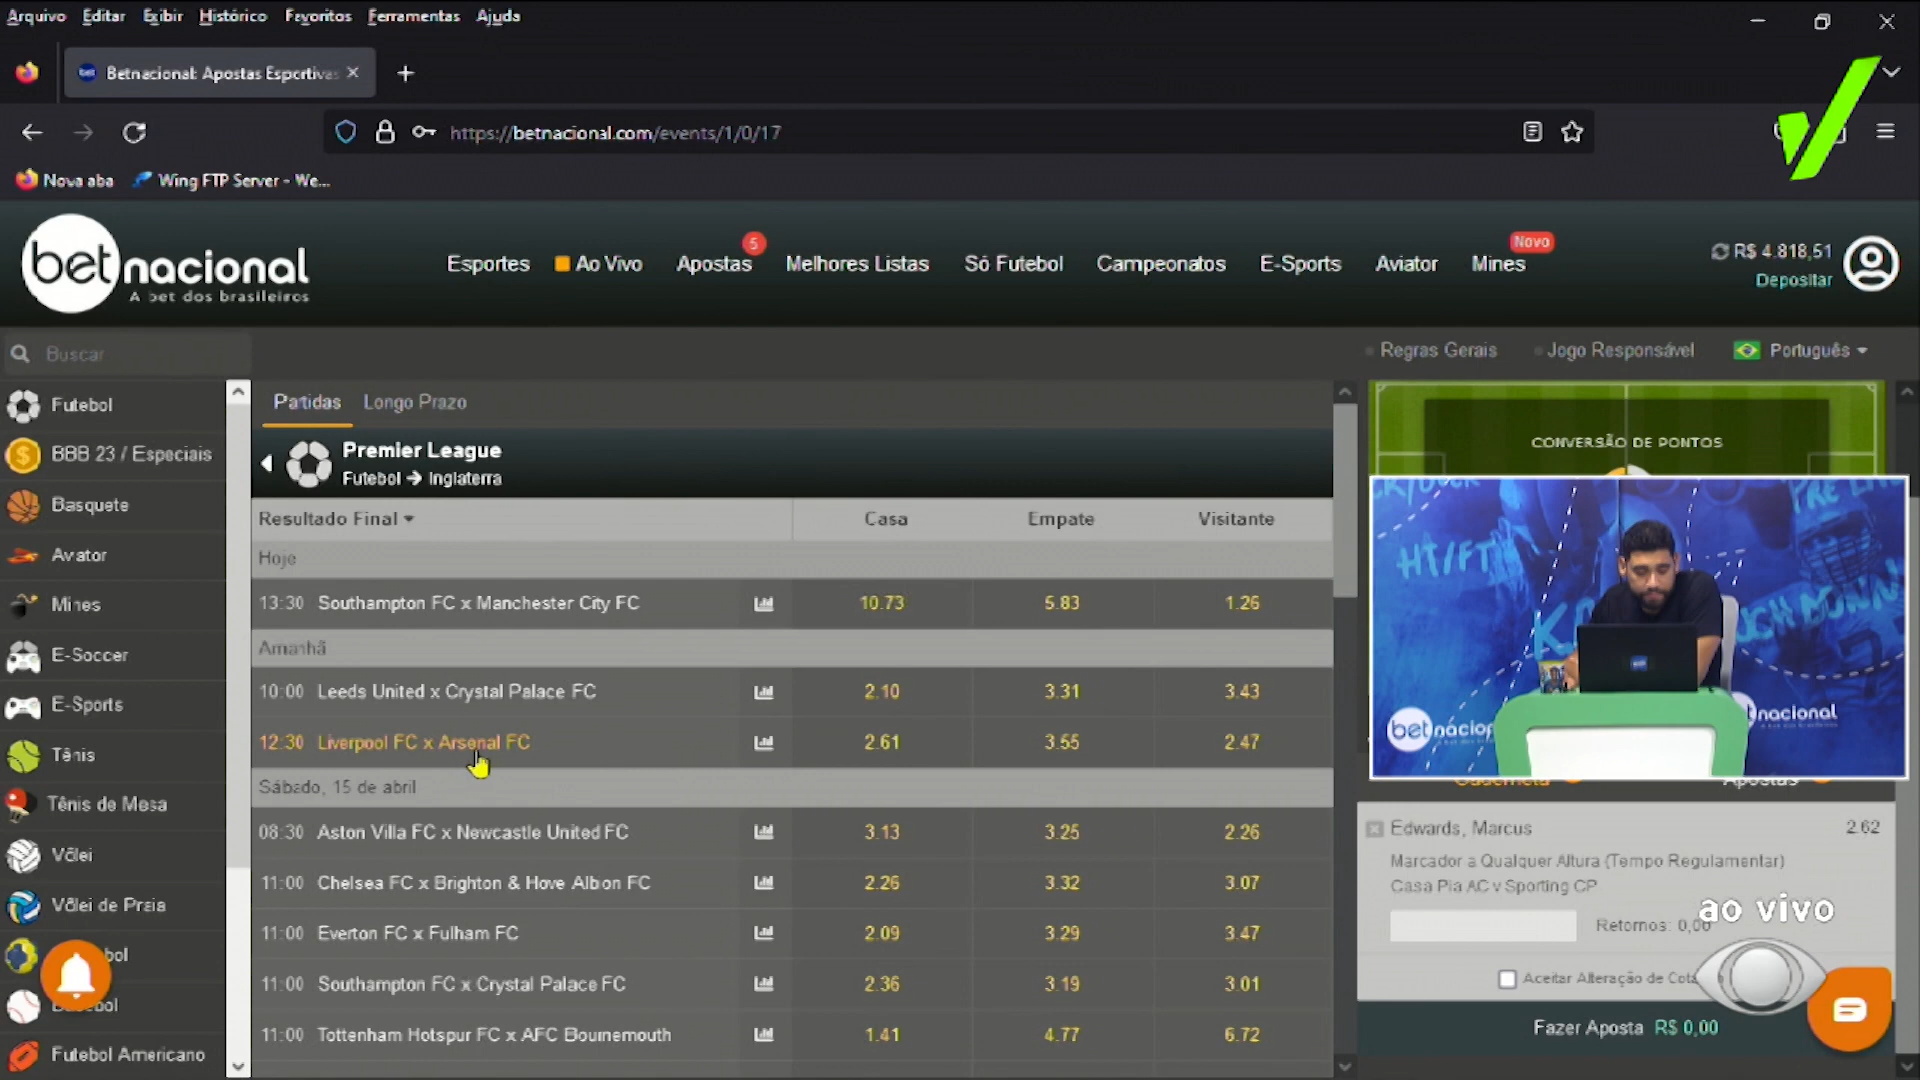 Arquivo Editar Exibir Histórico Favoritos Ferramentas Ajuda
Betnacional: Apostas Esportivas
https://betnacional.com/events/1/0/17
Nova aba Wing FTP Server - We...
betnacional
A bet dos brasileiros
Esportes Ao Vivo Apostas 5 Melhores Listas Só Futebol Campeonatos E-Sports Aviator Mines Novo
R$ 4.818,51
Depositar
Buscar
Regras Gerais Jogo Responsável Português
Futebol
BBB 23 / Especiais
Basquete
Aviator
Mines
E-Soccer
E-Sports
Tênis
Tênis de Mesa
Vôlei
Vôlei de Praia
bol
bol
Futebol Americano
Partidas Longo Prazo
Premier League
Futebol → Inglaterra
Resultado Final Casa Empate Visitante
Hoje
13:30 Southampton FC x Manchester City FC 10.73 5.83 1.26
Amanhã
10:00 Leeds United x Crystal Palace FC 2.10 3.31 3.43
12:30 Liverpool FC x Arsenal FC 2.61 3.55 2.47
Sábado, 15 de abril
08:30 Aston Villa FC x Newcastle United FC 3.13 3.25 2.26
11:00 Chelsea FC x Brighton & Hove Albion FC 2.26 3.32 3.07
11:00 Everton FC x Fulham FC 2.09 3.29 3.47
11:00 Southampton FC x Crystal Palace FC 2.36 3.19 3.01
11:00 Tottenham Hotspur FC x AFC Bournemouth 1.41 4.77 6.72
CONVERSÃO DE PONTOS
PRE LIVE
HT/FT
betnacional
betnacional
Apostas
Edwards, Marcus 2.62
Marcador a Qualquer Altura (Tempo Regulamentar)
Casa Pia AC v Sporting CP
ao vivo
Retornos: 0,00
Aceitar Alteração de Cota
Fazer Aposta R$ 0,00